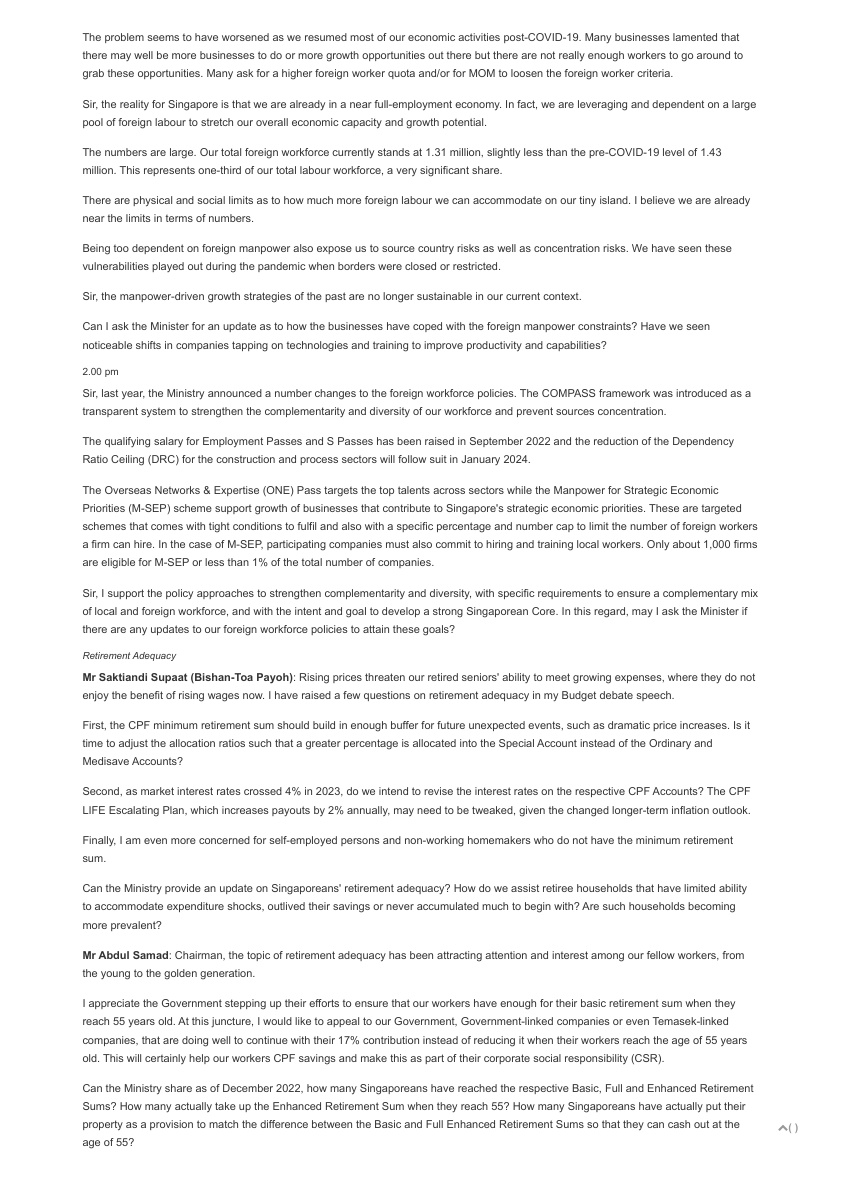 The problem seems to have worsened as we resumed most of our economic activities post-COVID-19. Many businesses lamented that
there may well be more businesses to do or more growth opportunities out there but there are not really enough workers to go around to
grab these opportunities. Many ask for a higher foreign worker quota and/or for MOM to loosen the foreign worker criteria.
Sir, the reality for Singapore is that we are already in a near full-employment economy. In fact, we are leveraging and dependent on a large
pool of foreign labour to stretch our overall economic capacity and growth potential.
The numbers are large. Our total foreign workforce currently stands at 1.31 million, slightly less than the pre-COVID-19 level of 1.43
million. This represents one-third of our total labour workforce, a very significant share.
There are physical and social limits as to how much more foreign labour we can accommodate on our tiny island. I believe we are already
near the limits in terms of numbers.
Being too dependent on foreign manpower also expose us to source country risks as well as concentration risks. We have seen these
vulnerabilities played out during the pandemic when borders were closed or restricted.
Sir, the manpower-driven growth strategies of the past are no longer sustainable in our current context.
Can I ask the Minister for an update as to how the businesses have coped with the foreign manpower constraints? Have we seen
noticeable shifts in companies tapping on technologies and training to improve productivity and capabilities?
2.00 pm
Sir, last year, the Ministry announced a number changes to the foreign workforce policies. The COMPASS framework was introduced as a
transparent system to strengthen the complementarity and diversity of our workforce and prevent sources concentration.
The qualifying salary for Employment Passes and S Passes has been raised in September 2022 and the reduction of the Dependency
Ratio Ceiling (DRC) for the construction and process sectors will follow suit in January 2024.
The Overseas Networks & Expertise (ONE) Pass targets the top talents across sectors while the Manpower for Strategic Economic
Priorities (M-SEP) scheme support growth of businesses that contribute to Singapore's strategic economic priorities. These are targeted
schemes that comes with tight conditions to fulfil and also with a specific percentage and number cap to limit the number of foreign workers
a firm can hire. In the case of M-SEP, participating companies must also commit to hiring and training local workers. Only about 1,000 firms
are eligible for M-SEP or less than 1% of the total number of companies.
Sir, I support the policy approaches to strengthen complementarity and diversity, with specific requirements to ensure a complementary mix
of local and foreign workforce, and with the intent and goal to develop a strong Singaporean Core. In this regard, may I ask the Minister if
there are any updates to our foreign workforce policies to attain these goals?
Retirement Adequacy
Mr Saktiandi Supaat (Bishan-Toa Payoh): Rising prices threaten our retired seniors' ability to meet growing expenses, where they do not
enjoy the benefit of rising wages now. I have raised a few questions on retirement adequacy in my Budget debate speech.
First, the CPF minimum retirement sum should build in enough buffer for future unexpected events, such as dramatic price increases. Is it
time to adjust the allocation ratios such that a greater percentage is allocated into the Special Account instead of the Ordinary and
Medisave Accounts?
Second, as market interest rates crossed 4% in 2023, do we intend to revise the interest rates on the respective CPF Accounts? The CPF
LIFE Escalating Plan, which increases payouts by 2% annually, may need to be tweaked, given the changed longer-term inflation outlook.
Finally, I am even more concerned for self-employed persons and non-working homemakers who do not have the minimum retirement
sum.
Can the Ministry provide an update on Singaporeans' retirement adequacy? How do we assist retiree households that have limited ability
to accommodate expenditure shocks, outlived their savings or never accumulated much to begin with? Are such households becoming
more prevalent?
Mr Abdul Samad: Chairman, the topic of retirement adequacy has been attracting attention and interest among our fellow workers, from
the young to the golden generation.
I appreciate the Government stepping up their efforts to ensure that our workers have enough for their basic retirement sum when they
reach 55 years old. At this juncture, I would like to appeal to our Government, Government-linked companies or even Temasek-linked
companies, that are doing well to continue with their 17% contribution instead of reducing it when their workers reach the age of 55 years
old. This will certainly help our workers CPF savings and make this as part of their corporate social responsibility (CSR).
Can the Ministry share as of December 2022, how many Singaporeans have reached the respective Basic, Full and Enhanced Retirement
Sums? How many actually take up the Enhanced Retirement Sum when they reach 55? How many Singaporeans have actually put their
property as a provision to match the difference between the Basic and Full Enhanced Retirement Sums so that they can cash out at the
age of 55?
( )